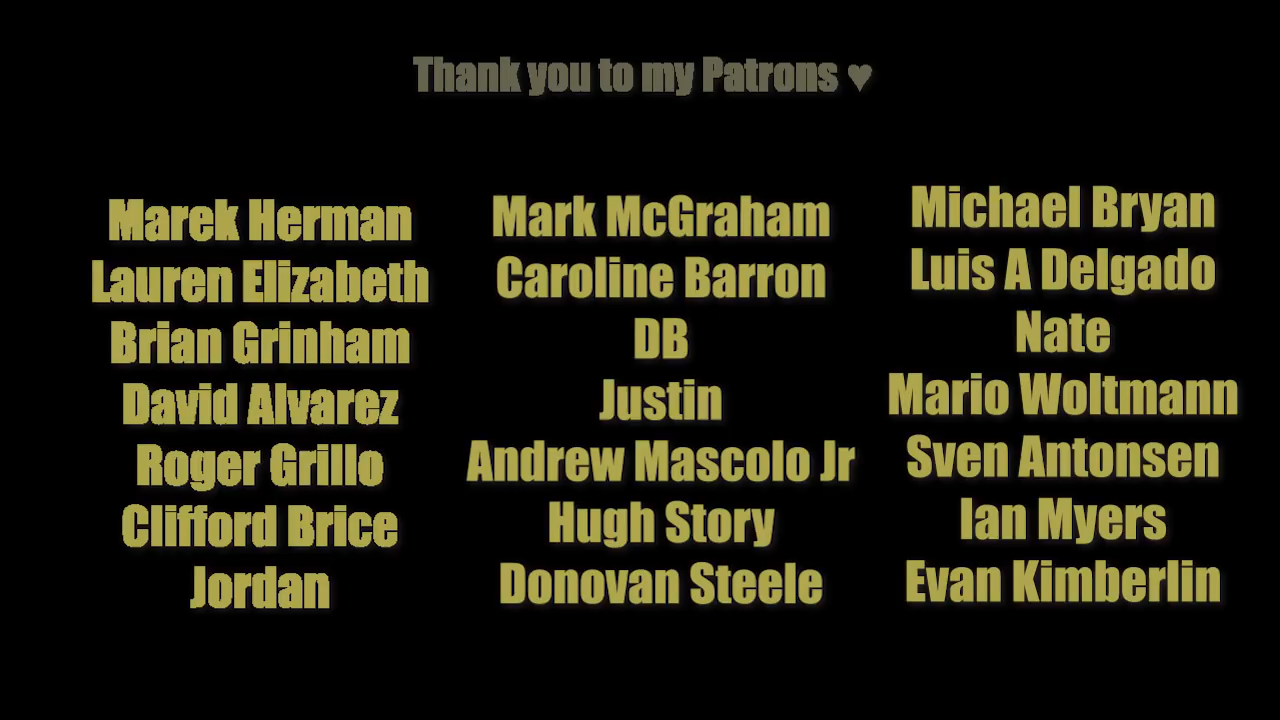 Thank you to my Patrons ♥
Marek Herman
Lauren Elizabeth
Brian Grinham
David Alvarez
Roger Grillo
Clifford Brice
Jordan
Mark McGraham
Caroline Barron
DB
Justin
Andrew Mascolo Jr
Hugh Story
Donovan Steele
Michael Bryan
Luis A Delgado
Nate
Mario Woltmann
Sven Antonsen
Ian Myers
Evan Kimberlin